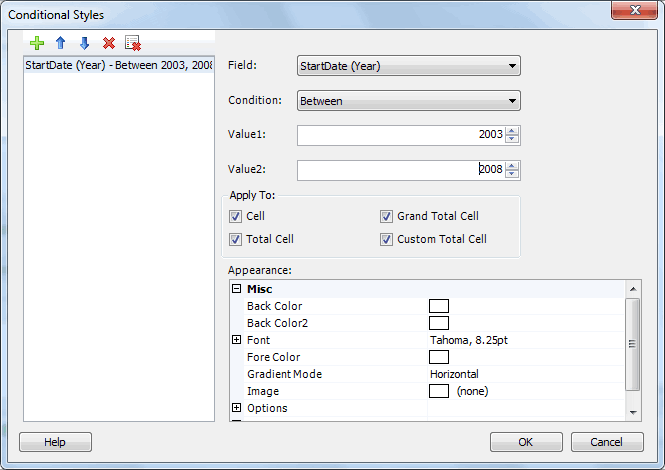 Conditional Styles
StartDate (Year) - Between 2003, 2008
Field: StartDate (Year)
Condition: Between
Value1: 2003
Value2: 2008
Apply To:
Cell Grand Total Cell
Total Cell Custom Total Cell
Appearance:
Misc
Back Color
Back Color2
Font Tahoma, 8.25pt
Fore Color
Gradient Mode Horizontal
Image (none)
Options
Help OK Cancel